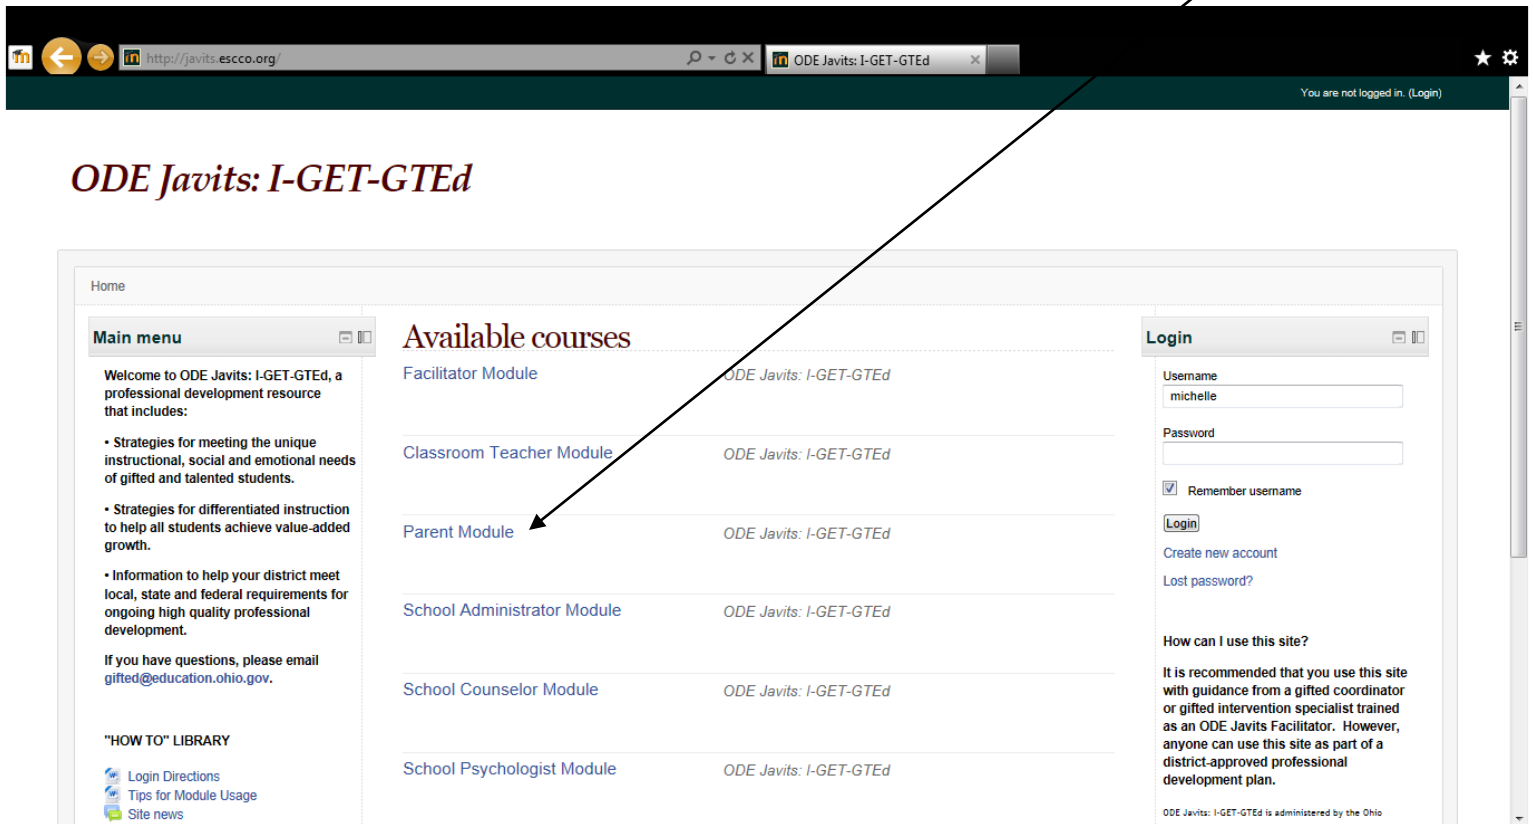 http://javits.escco.org/
ODE Javits: I-GET-GTEd
You are not logged in. (Login)
ODE Javits: I-GET-GTEd
Home
Main menu
Welcome to ODE Javits: I-GET-GTEd, a
professional development resource
that includes:
• Strategies for meeting the unique
instructional, social and emotional needs
of gifted and talented students.
• Strategies for differentiated instruction
to help all students achieve value-added
growth.
• Information to help your district meet
local, state and federal requirements for
ongoing high quality professional
development.
If you have questions, please email
gifted@education.ohio.gov.
"HOW TO" LIBRARY
Login Directions
Tips for Module Usage
Site news
Available courses
Facilitator Module ODE Javits: I-GET-GTEd
Classroom Teacher Module ODE Javits: I-GET-GTEd
Parent Module ODE Javits: I-GET-GTEd
School Administrator Module ODE Javits: I-GET-GTEd
School Counselor Module ODE Javits: I-GET-GTEd
School Psychologist Module ODE Javits: I-GET-GTEd
Login
Username
michelle
Password
Remember username
Login
Create new account
Lost password?
How can I use this site?
It is recommended that you use this site
with guidance from a gifted coordinator
or gifted intervention specialist trained
as an ODE Javits Facilitator. However,
anyone can use this site as part of a
district-approved professional
development plan.
ODE Javits: I-GET-GTEd is administered by the Ohio